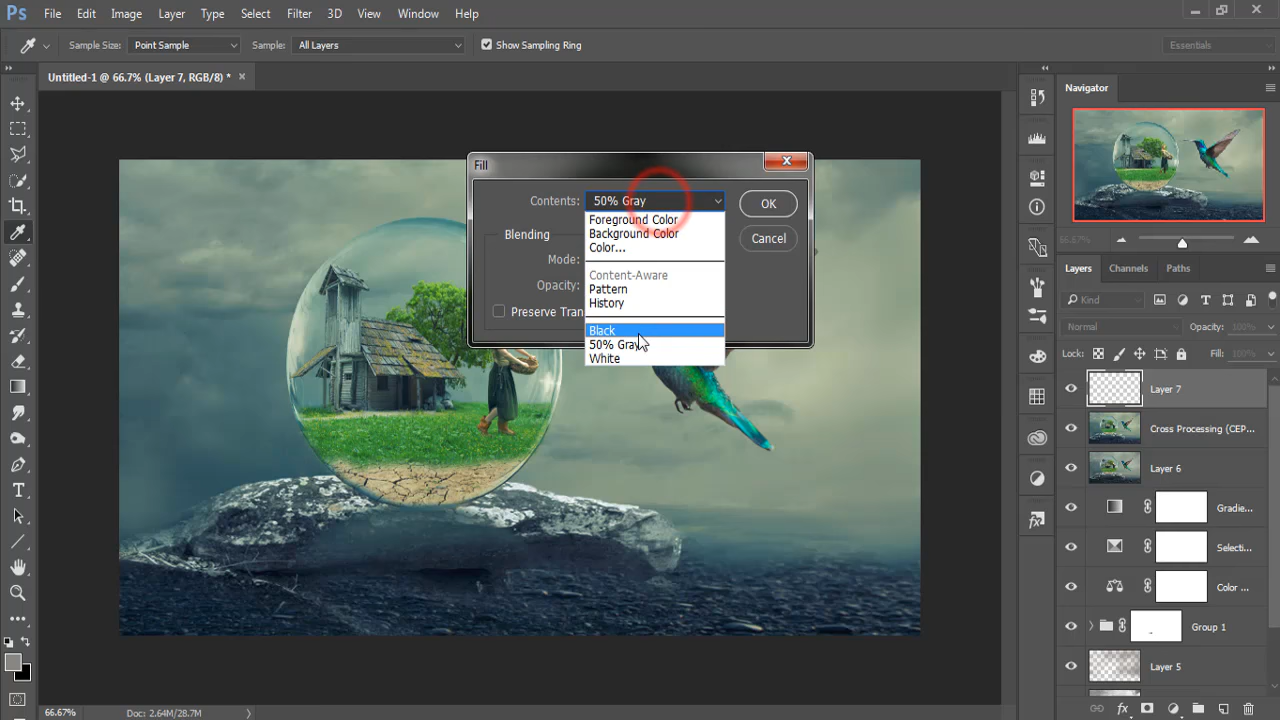 Ps File Edit Image Layer Type Select Filter 3D View Window Help
Sample Size: Point Sample Sample: All Layers Show Sampling Ring Essentials
Untitled-1 @ 66.7% (Layer 7, RGB/8) *
Navigator
66.67%
Fill
Contents: 50% Gray OK
Foreground Color
Background Color
Color...
Content-Aware
Pattern
History
Black
50% Gray
White
Blending
Mode:
Opacity:
Preserve Tran
Cancel
Layers Channels Paths
Kind
Normal Opacity: 100%
Lock: Fill: 100%
Layer 7
Cross Processing (CEP...
Layer 6
Gradie...
Selecti...
Color ...
Group 1
Layer 5
66.67% Doc: 2.64M/28.7M